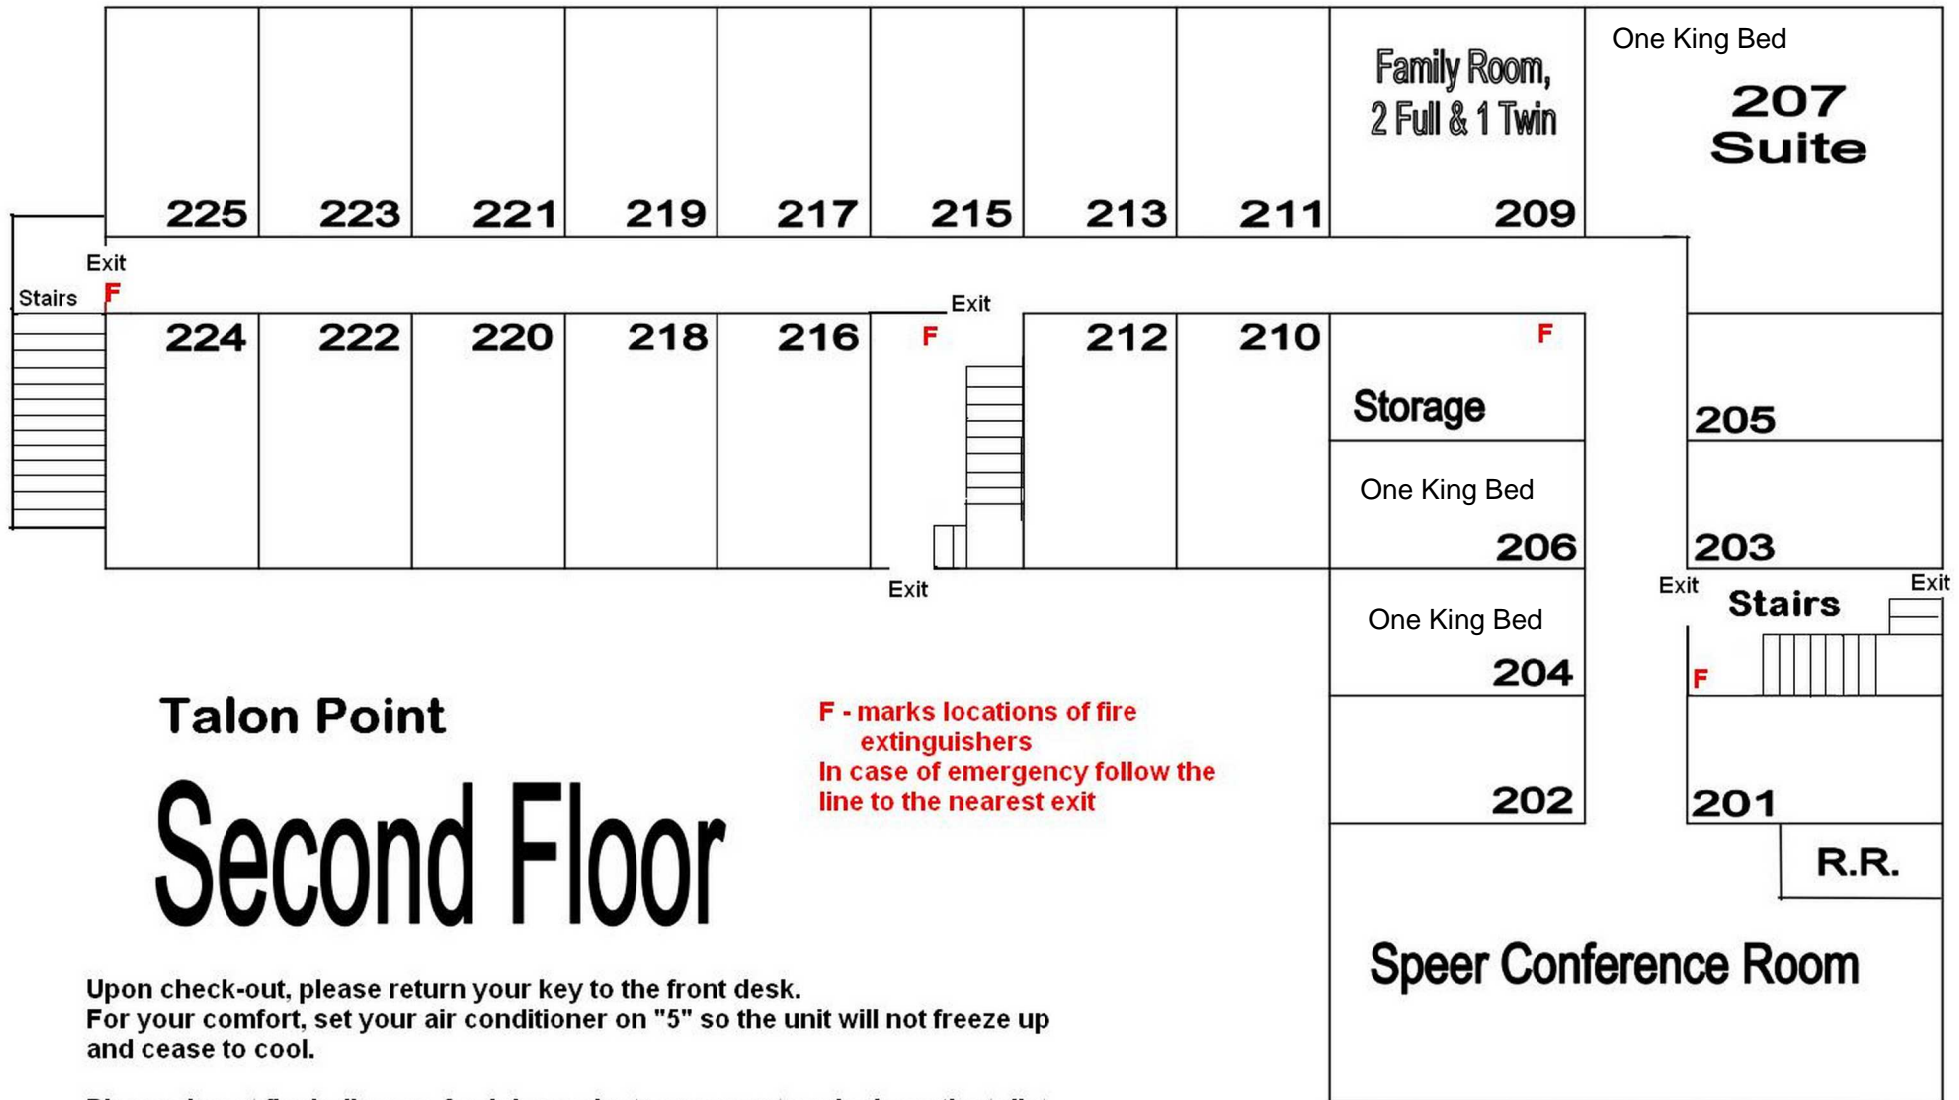 One King Bed
Family Room,
2 Full & 1 Twin
207
Suite
225
223
221
219
217
215
213
211
209
Exit
Stairs
F
Exit
224
222
220
218
216
F
212
210
F
Storage
205
One King Bed
206
203
Exit
Exit
Exit
Stairs
One King Bed
204
F
Talon Point
F - marks locations of fire
extinguishers
In case of emergency follow the
line to the nearest exit
202
201
Second Floor
R.R.
Speer Conference Room
Upon check-out, please return your key to the front desk.
For your comfort, set your air conditioner on "5" so the unit will not freeze up
and cease to cool.